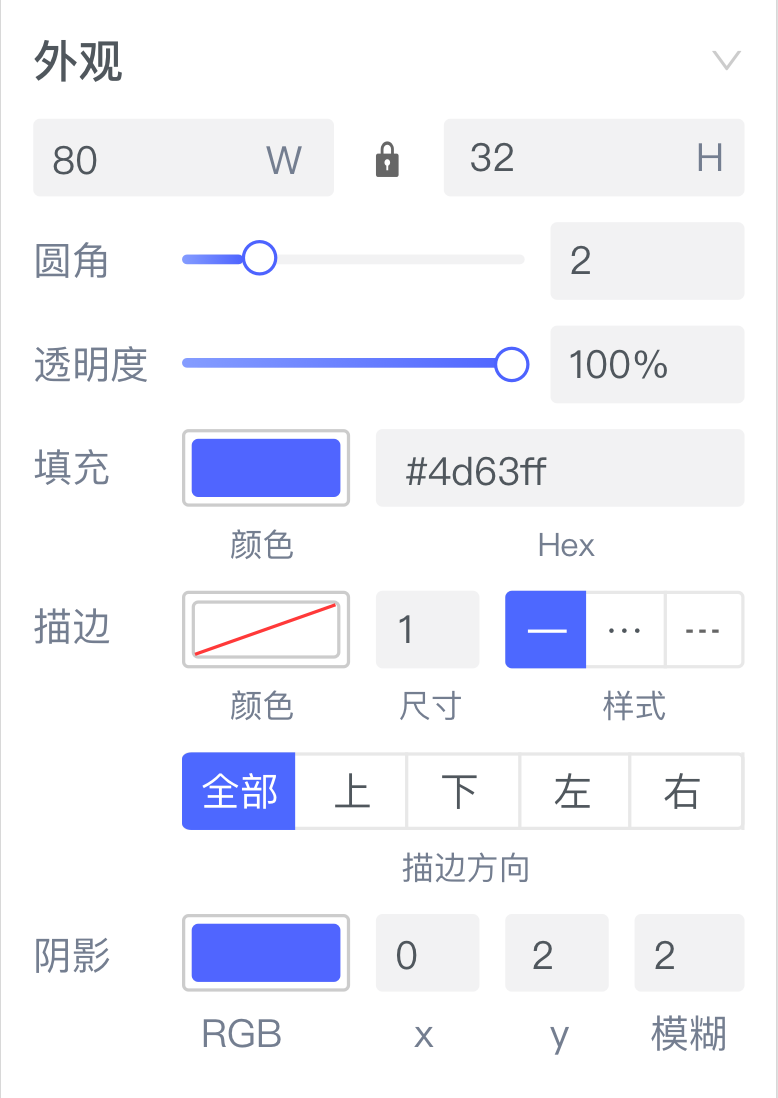 外观
80 W 32 H
圆角 2
透明度 100%
填充 #4d63ff
颜色 Hex
描边 1
颜色 尺寸 样式
全部 上 下 左 右
描边方向
阴影 0 2 2
RGB x y 模糊